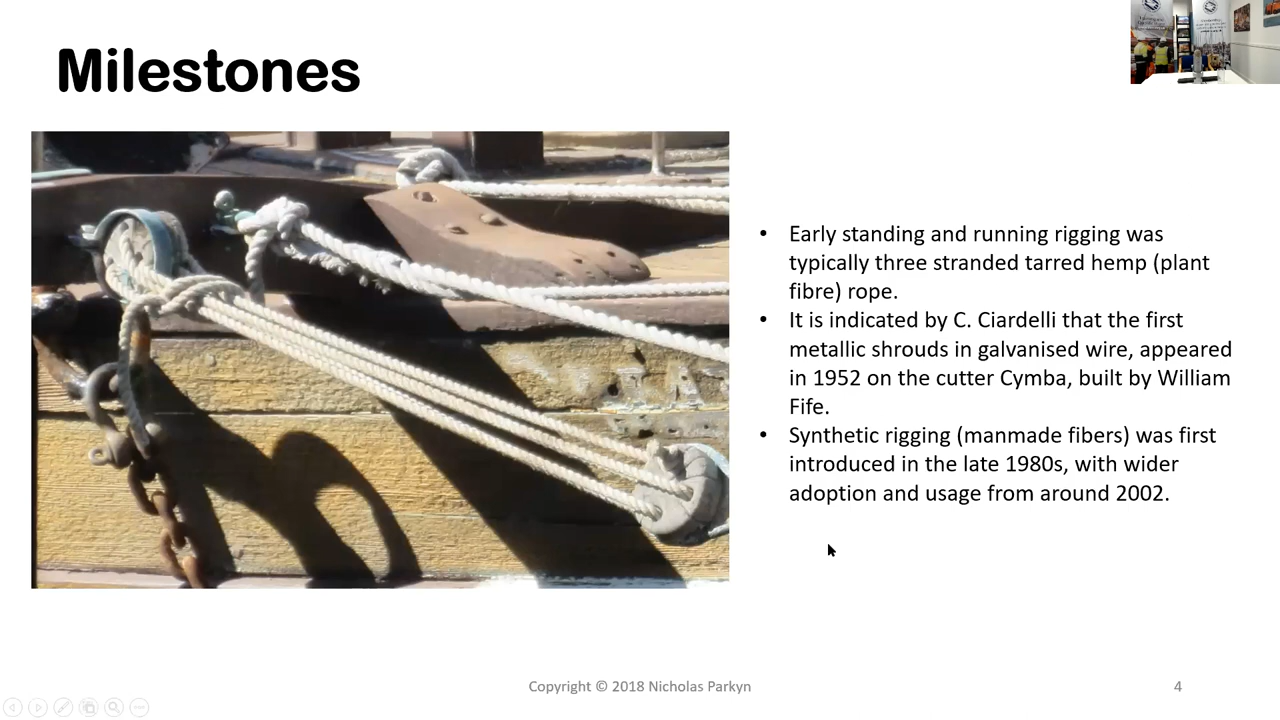 Milestones
• Early standing and running rigging was
typically three stranded tarred hemp (plant
fibre) rope.
• It is indicated by C. Ciardelli that the first
metallic shrouds in galvanised wire, appeared
in 1952 on the cutter Cymba, built by William
Fife.
• Synthetic rigging (manmade fibers) was first
introduced in the late 1980s, with wider
adoption and usage from around 2002.
Copyright © 2018 Nicholas Parkyn
4